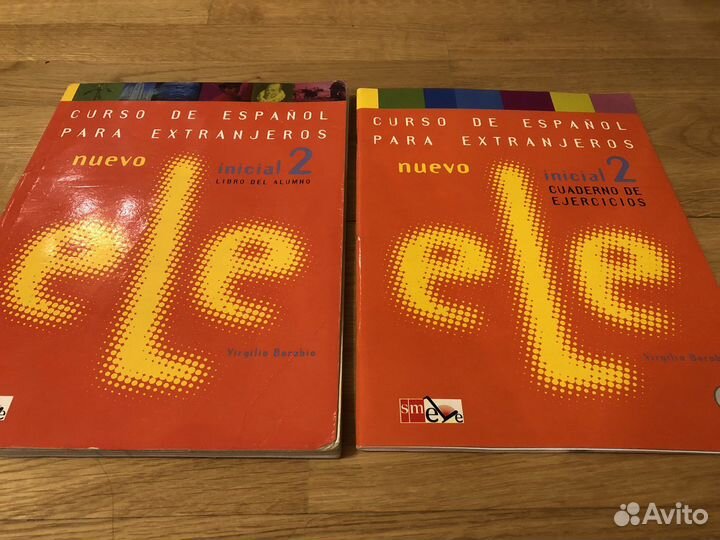 CURSO DE ESPAÑOL
PARA EXTRANJEROS
nuevo
inicial 2
LIBRO DEL ALUMNO
eLe
Virgilio Borobio
CURSO DE ESPAÑOL
PARA EXTRANJEROS
nuevo
inicial 2
CUADERNO DE
EJERCICIOS
eLe
Virgilio
sm
Avito